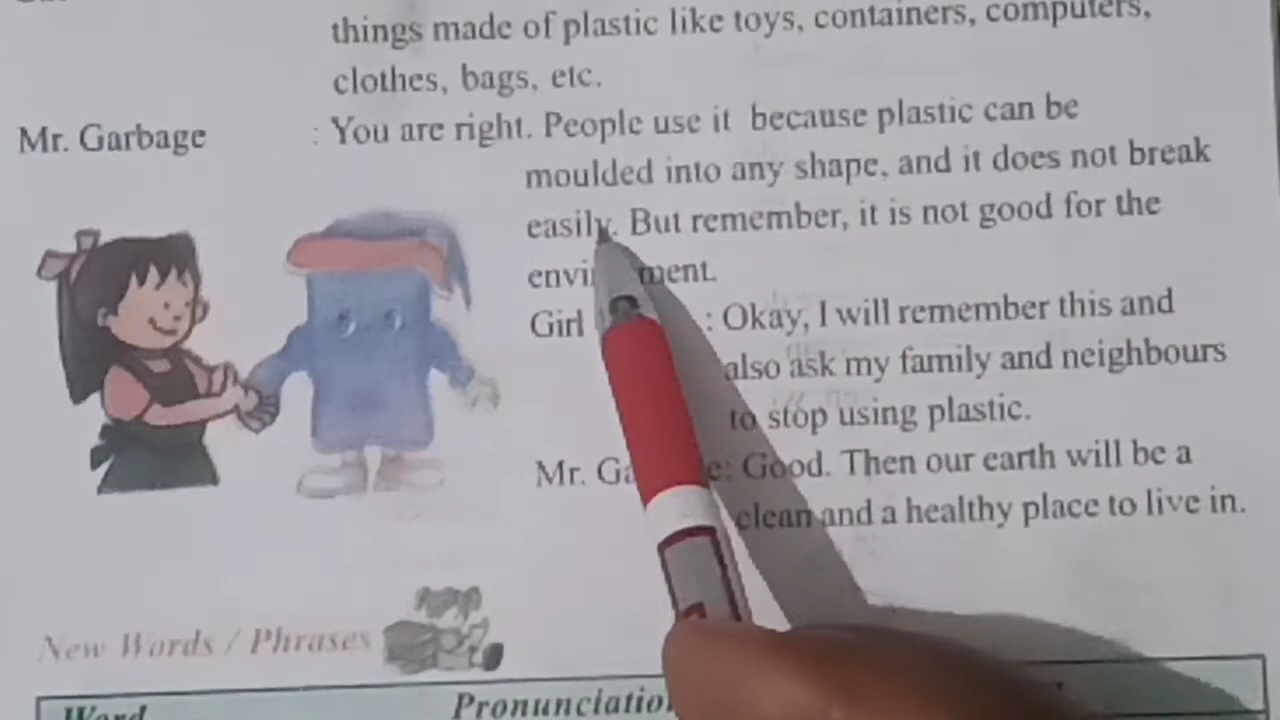 things made of plastic like toys, containers, computers,
clothes, bags, etc.
Mr. Garbage : You are right. People use it because plastic can be
moulded into any shape, and it does not break
easily. But remember, it is not good for the
envi ment.
Girl : Okay, I will remember this and
also ask my family and neighbours
to stop using plastic.
Mr. Ga e: Good. Then our earth will be a
clean and a healthy place to live in.
New Words / Phrases
Word Pronunciation